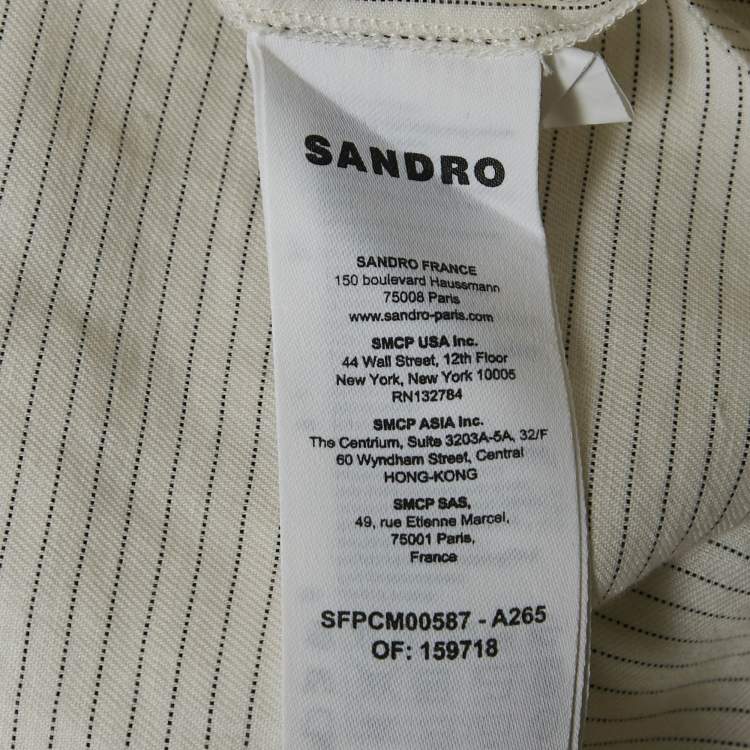 SANDRO
SANDRO FRANCE
150 boulevard Haussmann
75008 Paris
www.sandro-paris.com
SMCP USA Inc.
44 Wall Street, 12th Floor
New York, New York 10005
RN132784
SMCP ASIA Inc.
The Centrium, Suite 3203A-5A, 32/F
60 Wyndham Street, Central
HONG-KONG
SMCP SAS,
49, rue Etienne Marcel,
75001 Paris,
France
SFPCM00587 - A265
OF: 159718